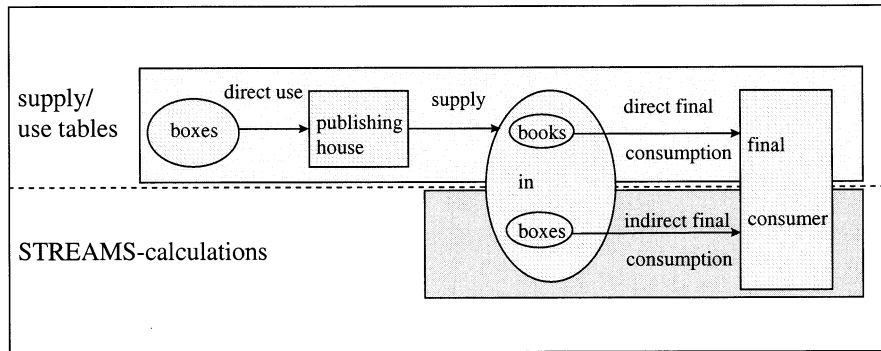 supply/
use tables
boxes
direct use
publishing
house
supply
books
in
boxes
direct final
consumption
indirect final
consumption
final
consumer
STREAMS-calculations